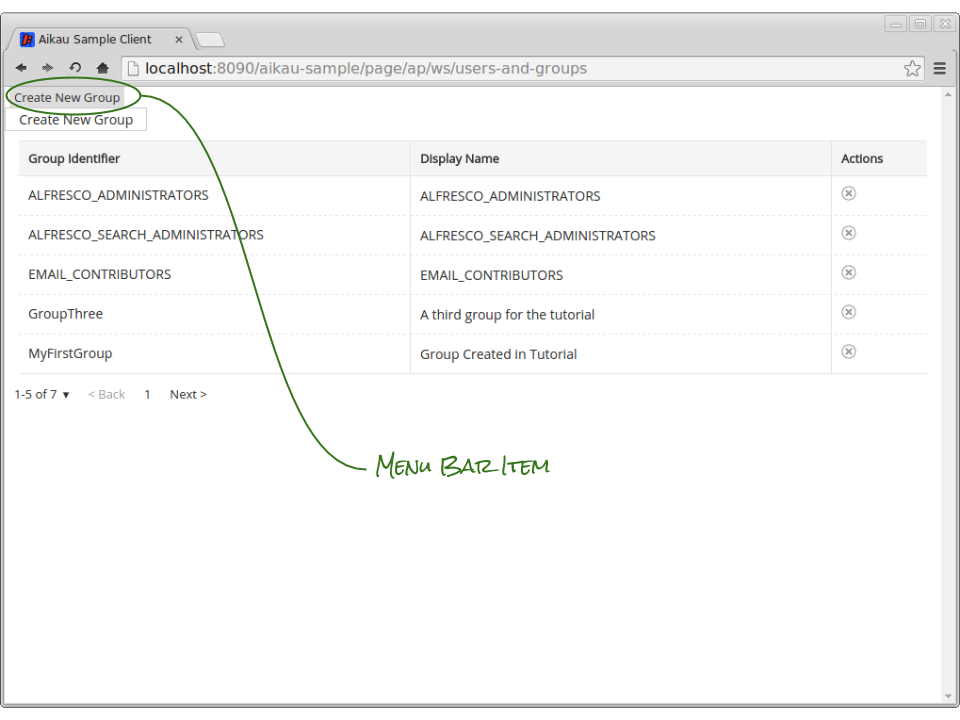 Aikau Sample Client
localhost:8090/aikau-sample/page/ap/ws/users-and-groups
Create New Group
Create New Group
Group Identifier Display Name Actions
ALFRESCO_ADMINISTRATORS ALFRESCO_ADMINISTRATORS
ALFRESCO_SEARCH_ADMINISTRATORS ALFRESCO_SEARCH_ADMINISTRATORS
EMAIL_CONTRIBUTORS EMAIL_CONTRIBUTORS
GroupThree A third group for the tutorial
MyFirstGroup Group Created in Tutorial
1-5 of 7 ▾ < Back 1 Next >
Menu Bar Item